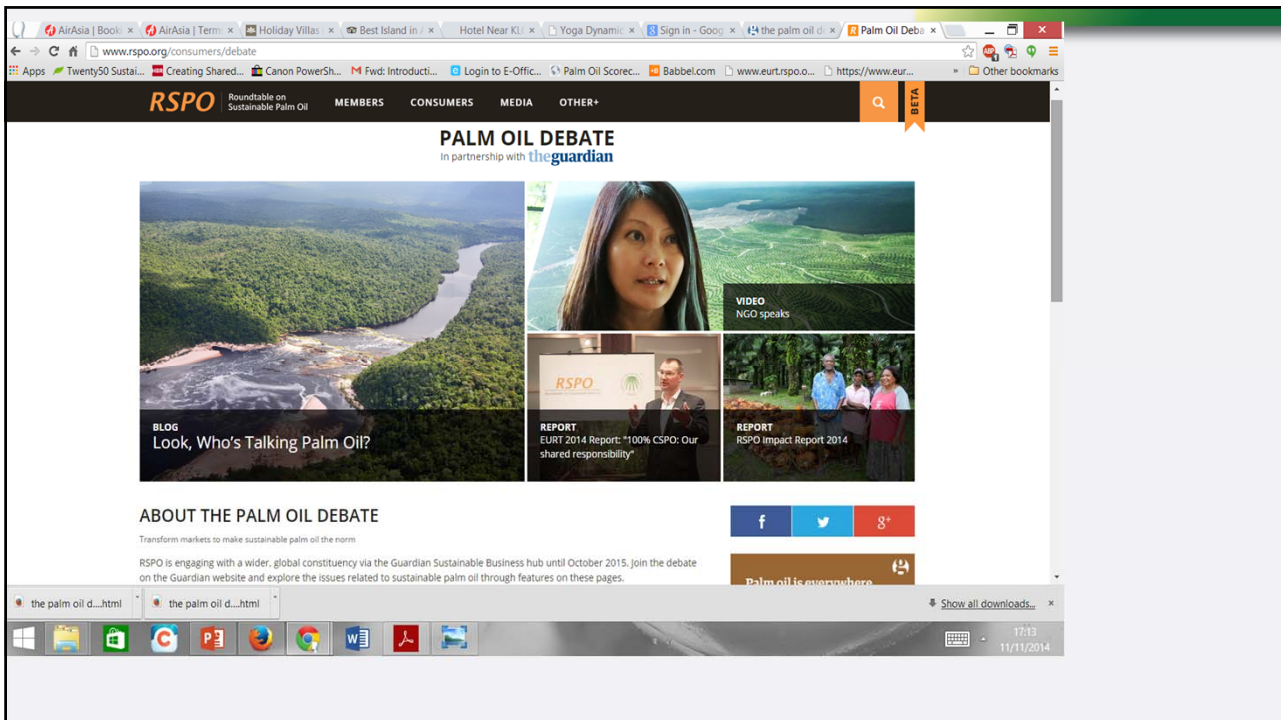 AirAsia | Booki
AirAsia | Terms
Holiday Villa
Best Island in A
Hotel Near KLC
Yoga Dynamic
Sign in - Goog
the palm oil de
Palm Oil Deba
www.rspo.org/consumers/debate
Apps
Twenty50 Sustai...
Creating Shared...
Canon PowerSh...
Fwd: Introducti...
Login to E-Offic...
Palm Oil Scorec...
Babbel.com
www.eurt.rspo.o...
https://www.eur...
Other bookmarks
RSPO
Roundtable on
Sustainable Palm Oil
MEMBERS
CONSUMERS
MEDIA
OTHER+
BETA
PALM OIL DEBATE
In partnership with theguardian
VIDEO
NGO speaks
RSPO
BLOG
Look, Who's Talking Palm Oil?
REPORT
EURT 2014 Report: "100% CSPO: Our
shared responsibility"
REPORT
RSPO Impact Report 2014
ABOUT THE PALM OIL DEBATE
Transform markets to make sustainable palm oil the norm
RSPO is engaging with a wider, global constituency via the Guardian Sustainable Business hub until October 2015. Join the debate
on the Guardian website and explore the issues related to sustainable palm oil through features on these pages.
Palm oil is everywhere
the palm oil d....html
the palm oil d....html
Show all downloads...
17:13
11/11/2014